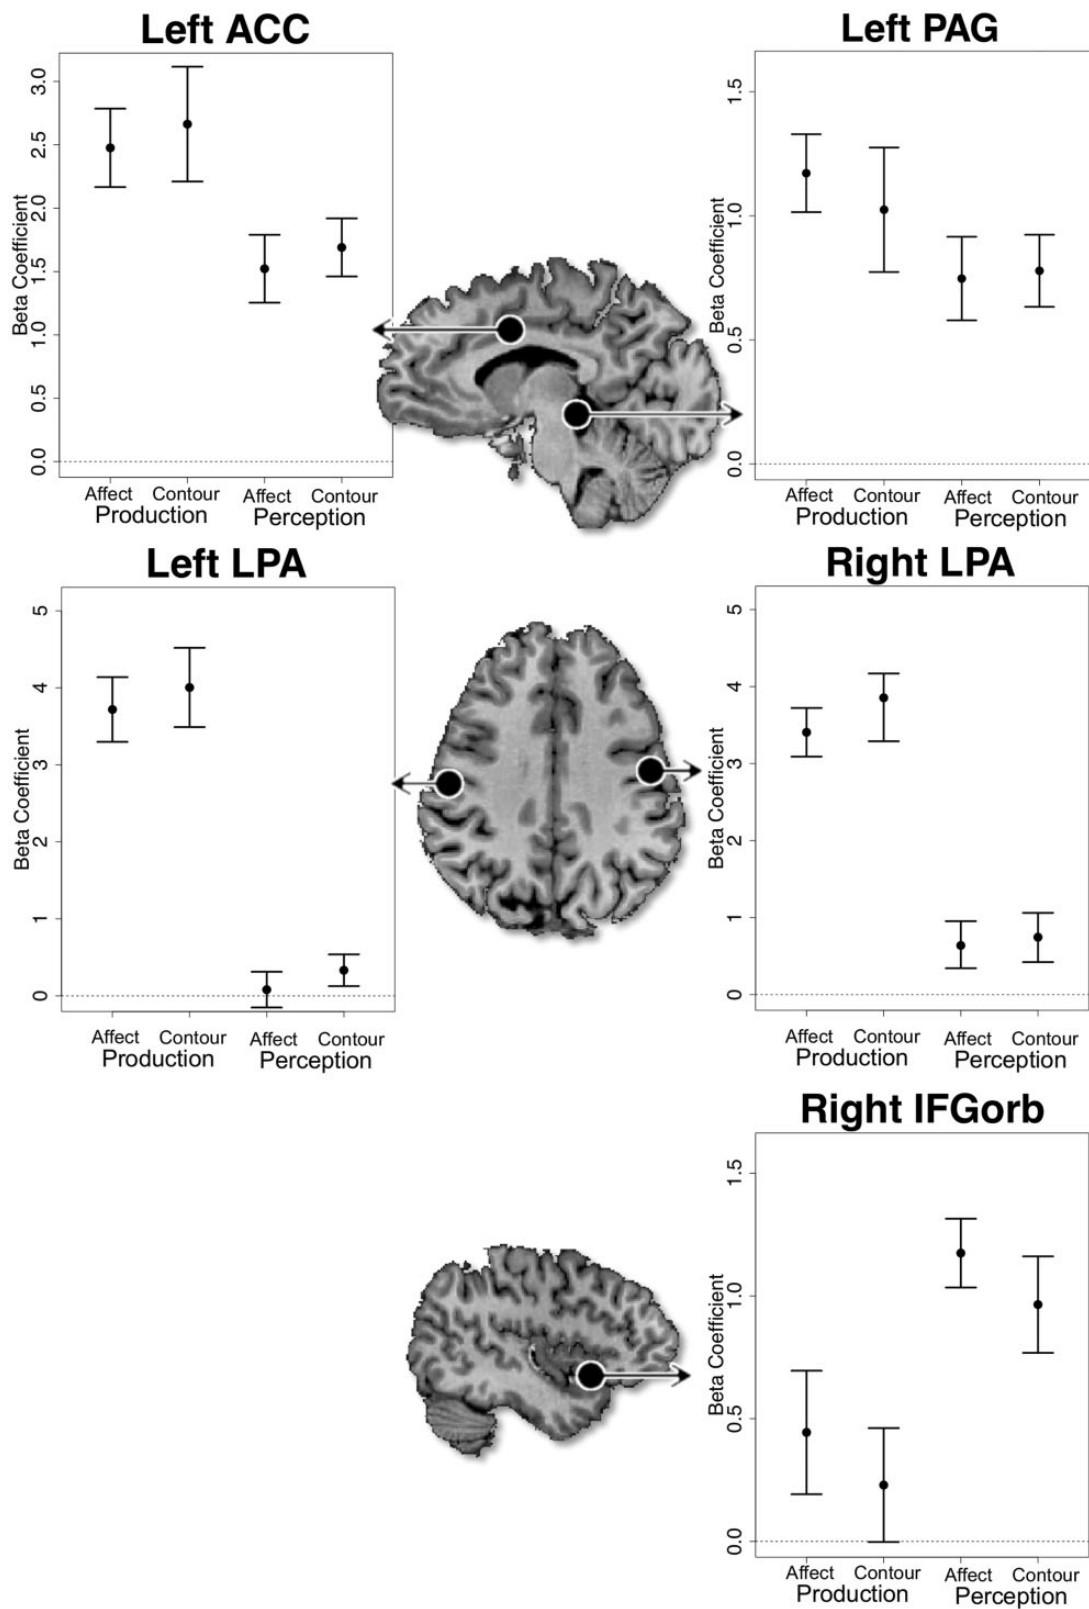 Left ACC
Beta Coefficient
3.0
2.5
2.0
1.5
1.0
0.5
0.0
Affect Contour Affect Contour
Production Perception
Left PAG
Beta Coefficient
1.5
1.0
0.5
0.0
Affect Contour Affect Contour
Production Perception
Left LPA
Beta Coefficient
5
4
3
2
1
0
Affect Contour Affect Contour
Production Perception
Right LPA
Beta Coefficient
5
4
3
2
1
0
Affect Contour Affect Contour
Production Perception
Right IFGorb
Beta Coefficient
1.5
1.0
0.5
0.0
Affect Contour Affect Contour
Production Perception